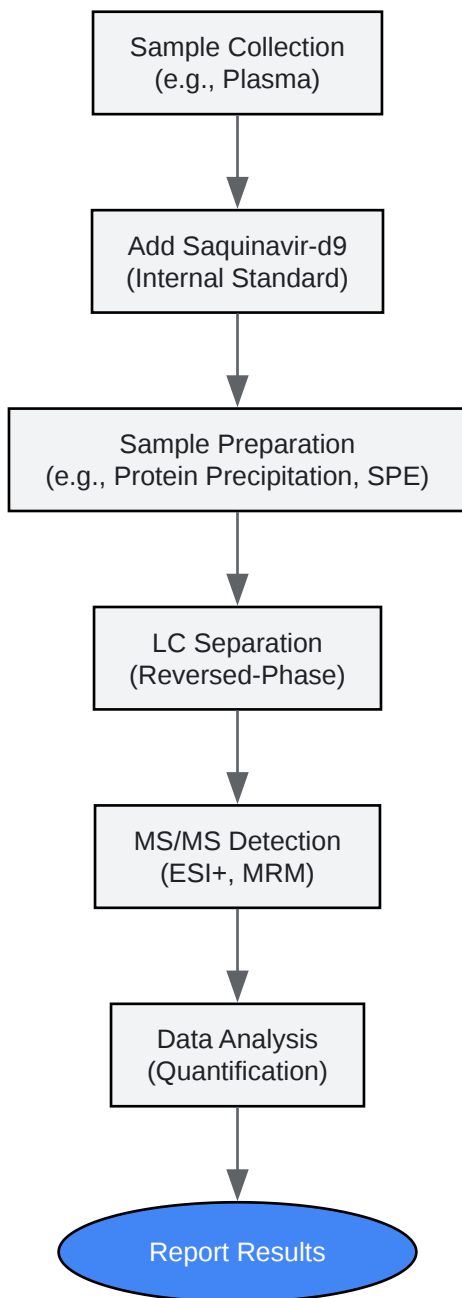 Sample Collection
(e.g., Plasma)
Add Saquinavir-d9
(Internal Standard)
Sample Preparation
(e.g., Protein Precipitation, SPE)
LC Separation
(Reversed-Phase)
MS/MS Detection
(ESI+, MRM)
Data Analysis
(Quantification)
Report Results